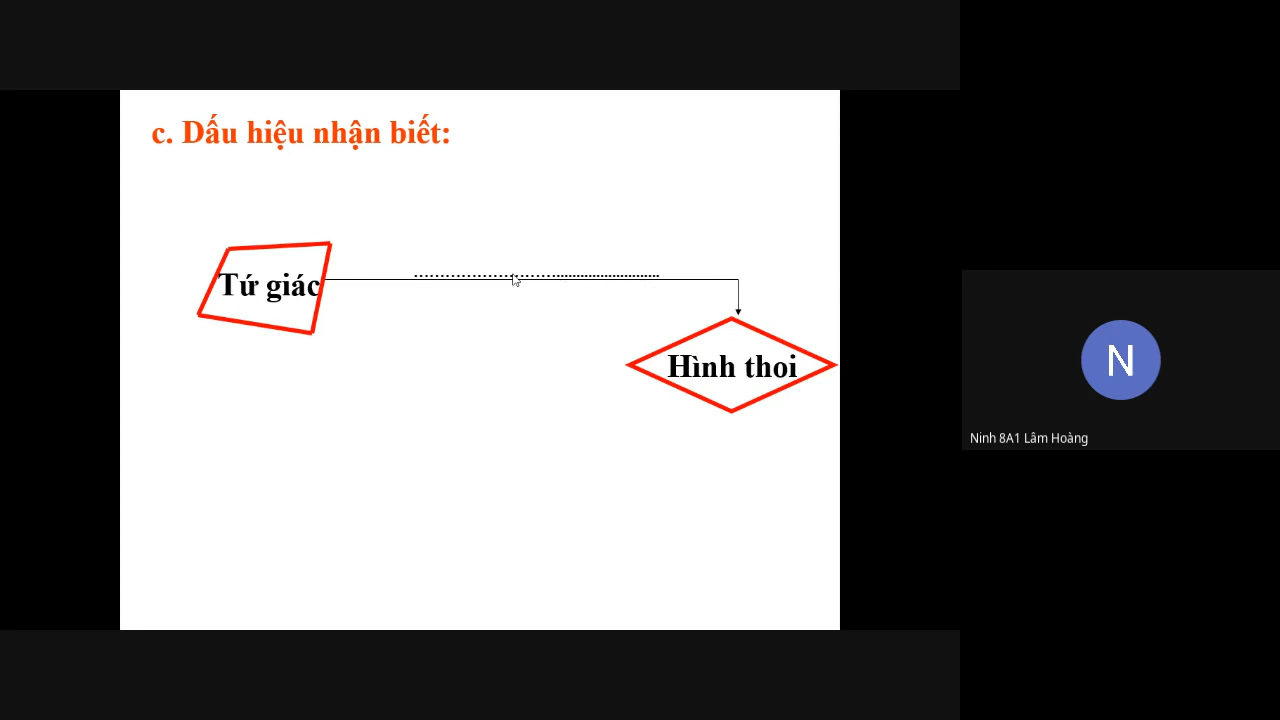 c. Dấu hiệu nhận biết:
................................................
Tứ giác
Hình thoi
N
Ninh 8A1 Lâm Hoàng